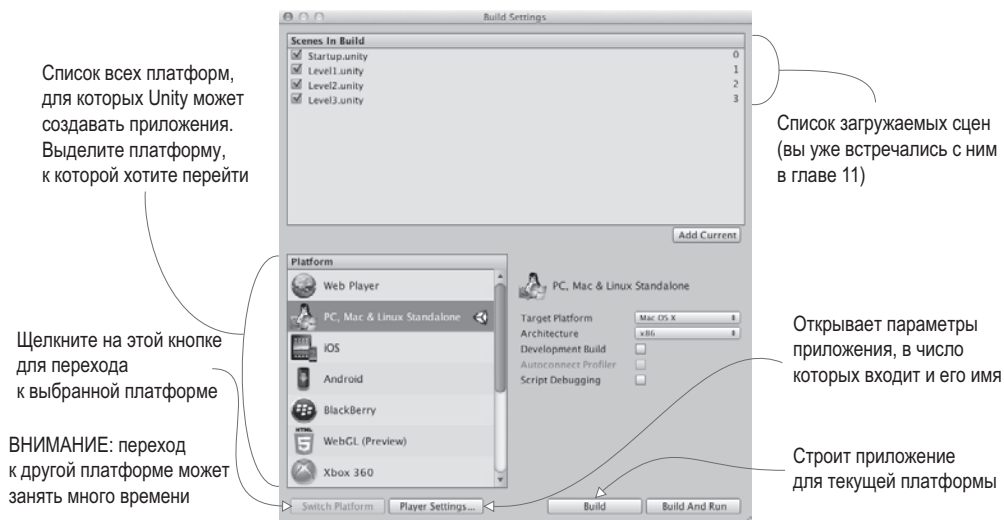 Build Settings
Scenes In Build
Startup.unity 0
Level1.unity 1
Level2.unity 2
Level3.unity 3
Add Current
Список всех платформ,
для которых Unity может
создавать приложения.
Выделите платформу,
к которой хотите перейти
Список загружаемых сцен
(вы уже встречались с ним
в главе 11)
Platform
Web Player
PC, Mac & Linux Standalone
iOS
Android
BlackBerry
HTML
WebGL (Preview)
Xbox 360
PC, Mac & Linux Standalone
Target Platform Mac OS X
Architecture x86
Development Build
Autoconnect Profiler
Script Debugging
Щелкните на этой кнопке
для перехода
к выбранной платформе
Открывает параметры
приложения, в число
которых входит и его имя
ВНИМАНИЕ: переход
к другой платформе может
занять много времени
Строит приложение
для текущей платформы
Switch Platform
Player Settings...
Build
Build And Run